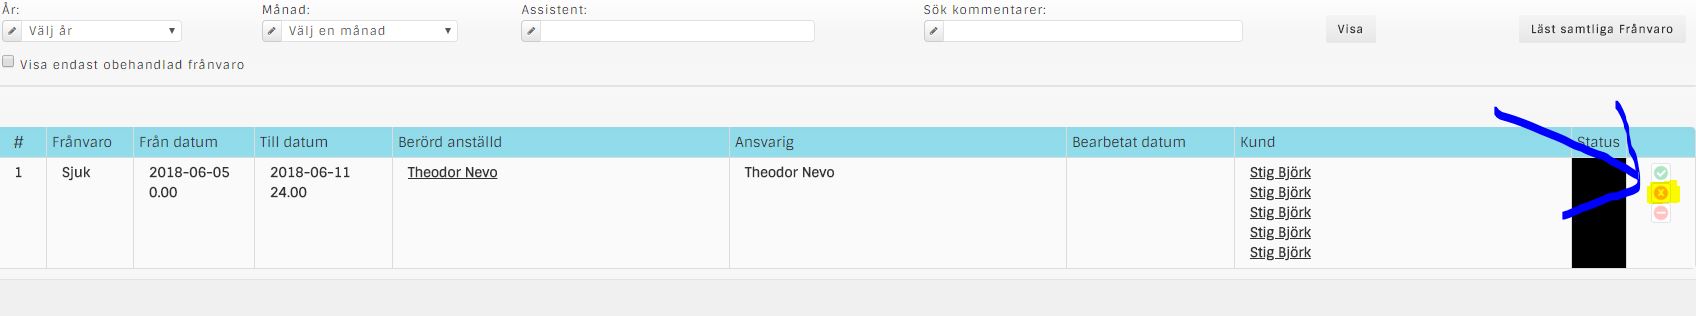 År:
Månad:
Assistent:
Sök kommentarer:
Välj år
Välj en månad
Visa
Läst samtliga Frånvaro
Visa endast obehandlad frånvaro
# Frånvaro Från datum Till datum Berörd anställd Ansvarig Bearbetat datum Kund Status
1 Sjuk 2018-06-05 2018-06-11 Theodor Nevo Theodor Nevo Stig Björk
0.00 24.00 Stig Björk
Stig Björk
Stig Björk
Stig Björk